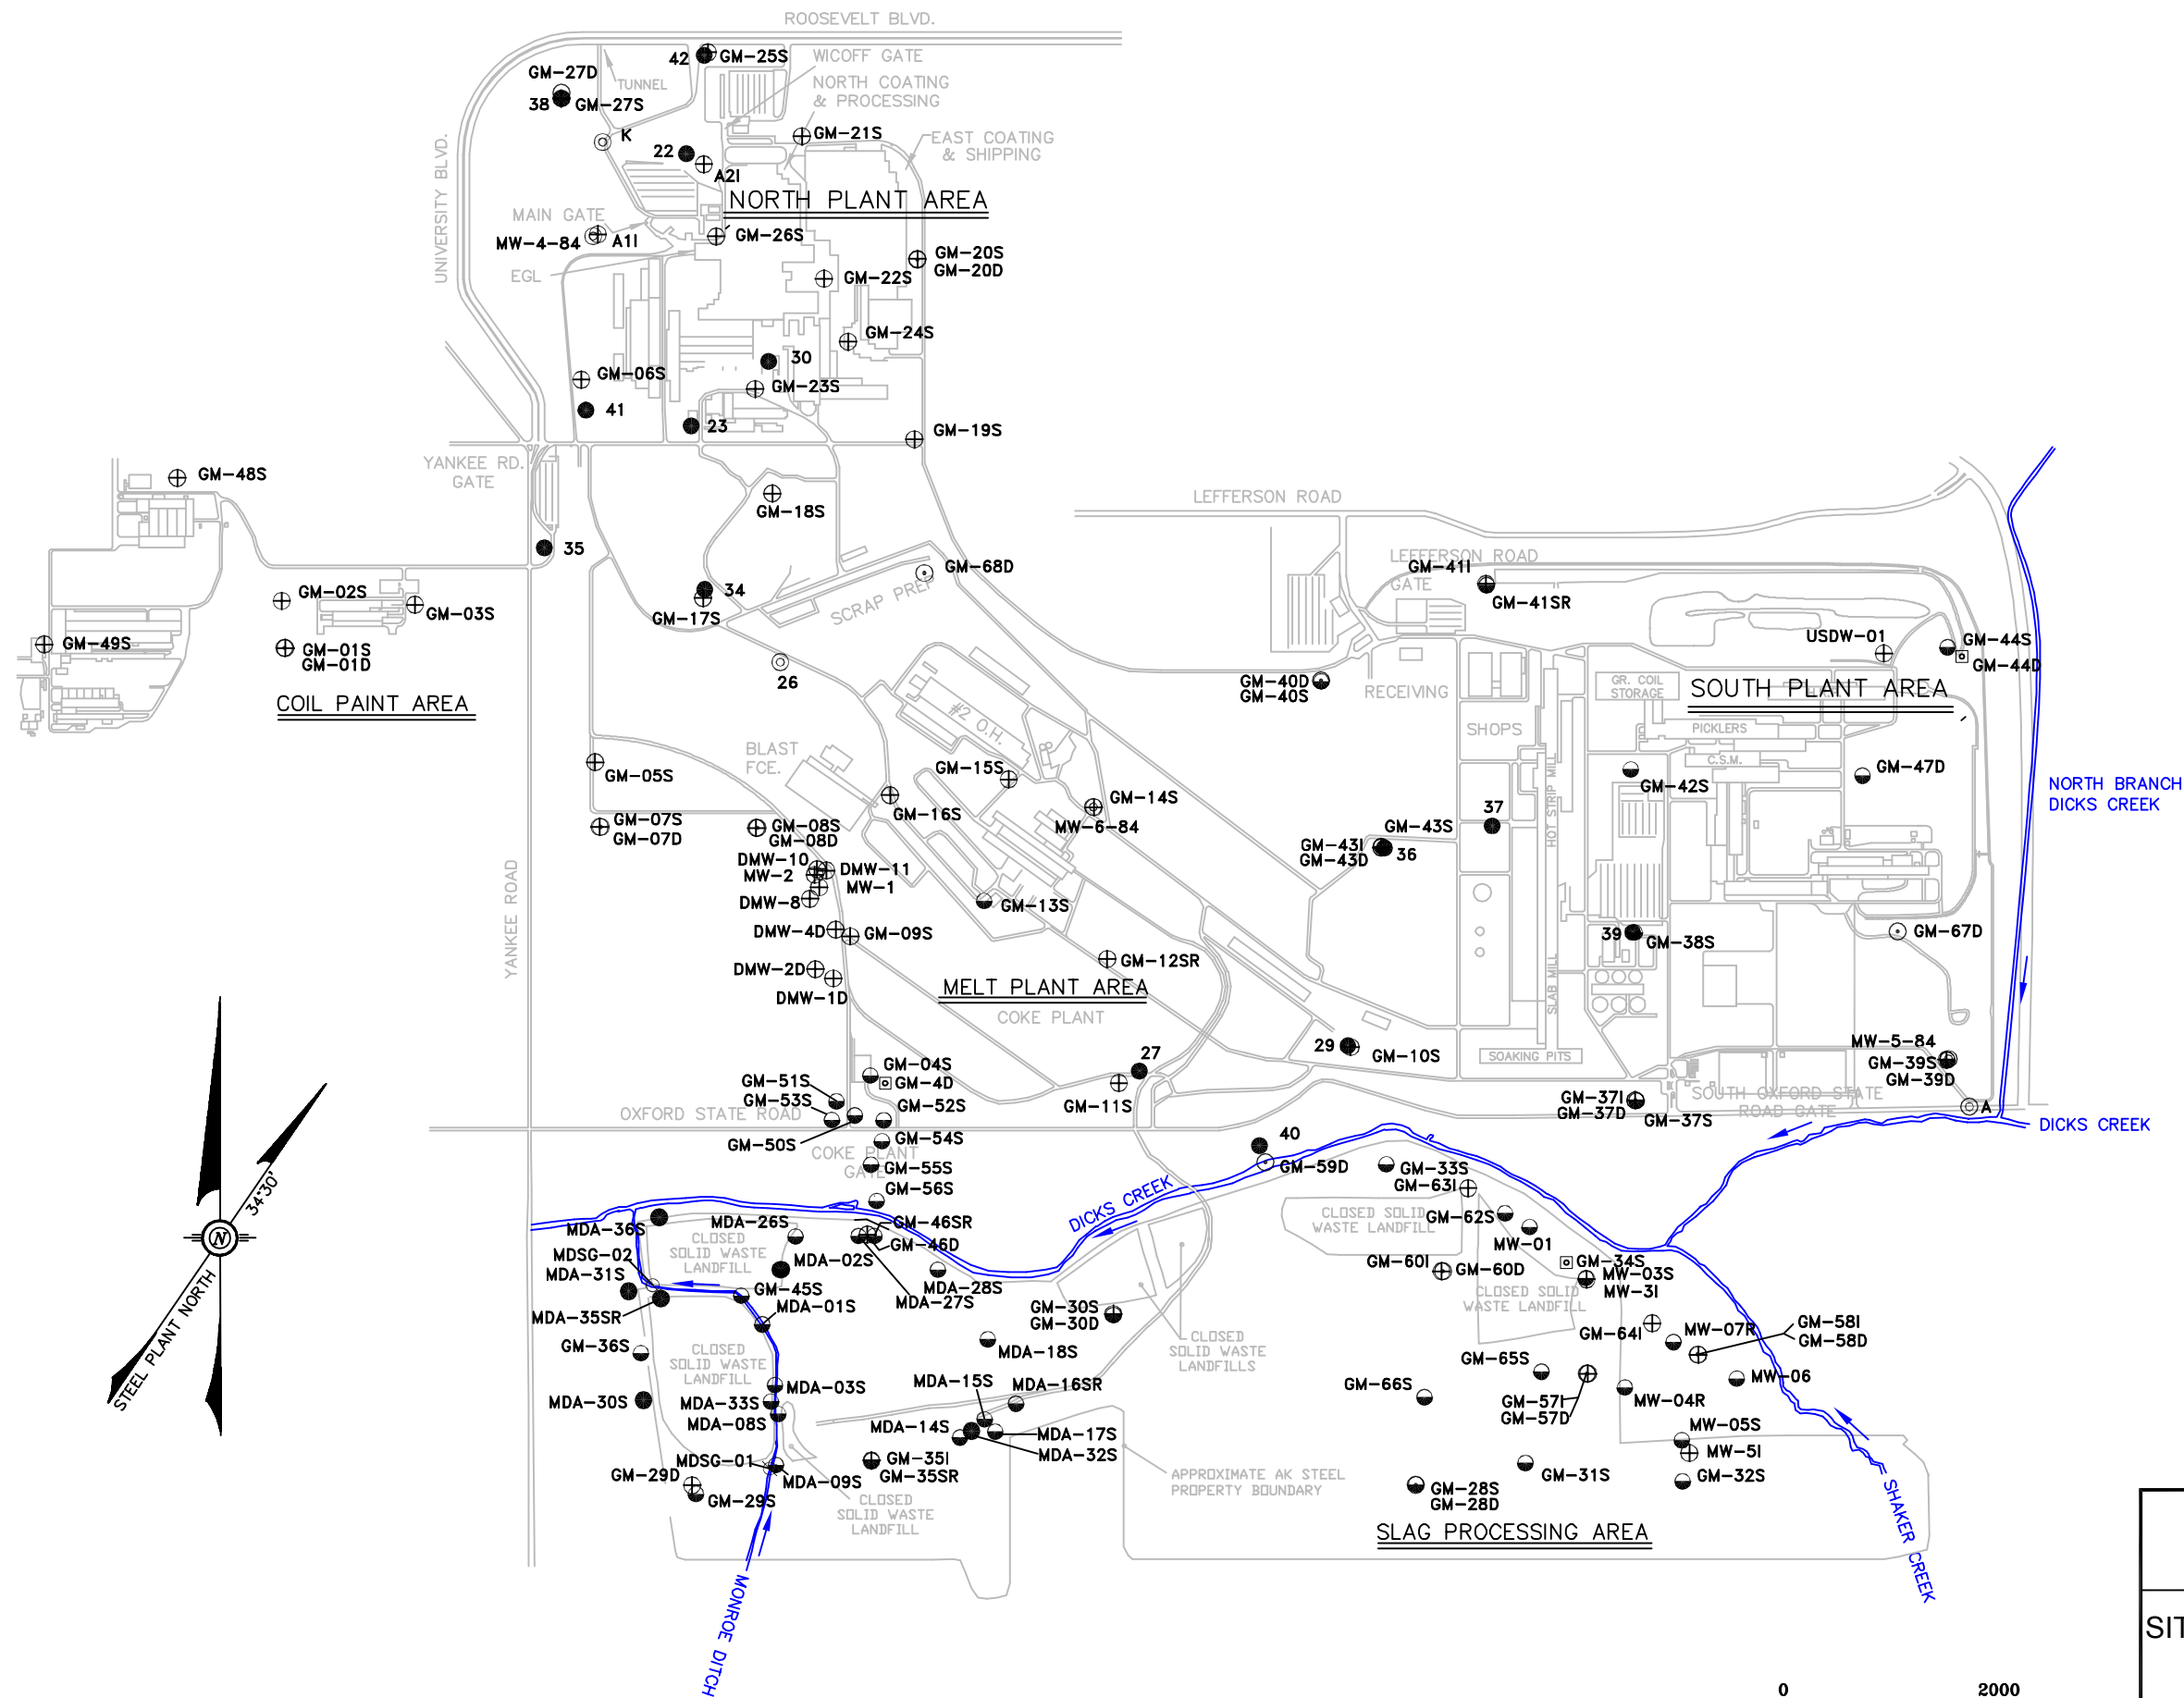 ROOSEVELT BLVD.
42
GM-25S
WICOFF GATE
GM-27D
TUNNEL
NORTH COATING
& PROCESSING
38
GM-27S
K
GM-21S
EAST COATING
& SHIPPING
22
A2I
UNIVERSITY BLVD.
NORTH PLANT AREA
MAIN GATE
MW-4-84
A1I
GM-26S
GM-20S
GM-20D
EGL
GM-22S
GM-24S
30
GM-06S
GM-23S
41
23
GM-19S
YANKEE RD.
GATE
GM-48S
GM-18S
LEFFERSON ROAD
35
LEFFERSON ROAD
GATE
GM-41I
GM-41SR
GM-68D
SCRAP PREP
34
GM-17S
GM-02S
GM-03S
GM-49S
GM-01S
GM-01D
COIL PAINT AREA
26
USDW-01
GM-44S
GM-44D
GM-40D
GM-40S
RECEIVING
GR. COIL
STORAGE
SOUTH PLANT AREA
#2 O.H.
SHOPS
PICKLERS
C.S.M.
BLAST
FCE.
GM-05S
GM-15S
GM-16S
GM-14S
MW-6-84
HOT STRIP MILL
GM-42S
GM-47D
NORTH BRANCH
DICKS CREEK
GM-07S
GM-07D
GM-08S
GM-08D
37
GM-43S
GM-43I
GM-43D
36
DMW-10
MW-2
DMW-11
MW-1
DMW-8
GM-13S
YANKEE ROAD
DMW-4D
GM-09S
39
GM-38S
GM-67D
DMW-2D
DMW-1D
GM-12SR
MELT PLANT AREA
COKE PLANT
SLAB MILL
27
29
GM-10S
SOAKING PITS
MW-5-84
GM-39S
GM-39D
GM-04S
GM-4D
GM-51S
GM-53S
GM-52S
GM-11S
GM-37I
GM-37D
GM-37S
SOUTH OXFORD STATE
ROAD GATE
A
OXFORD STATE ROAD
GM-50S
GM-54S
COKE PLANT
GATE
GM-55S
GM-56S
40
GM-59D
DICKS CREEK
DICKS CREEK
GM-33S
GM-63I
34°30'
N
STEEL PLANT NORTH
MDA-36S
MDA-26S
GM-46SR
GM-46D
CLOSED
SOLID WASTE
LANDFILL
MDSG-02
MDA-31S
MDA-02S
MDA-28S
MDA-27S
GM-45S
MDA-01S
MDA-35SR
GM-62S
CLOSED SOLID
WASTE LANDFILL
MW-01
GM-60I
GM-60D
GM-34S
MW-03S
MW-3I
CLOSED SOLID
WASTE LANDFILL
GM-30S
GM-30D
GM-64I
MW-07R
GM-58I
GM-58D
GM-36S
CLOSED
SOLID WASTE
LANDFILL
MDA-18S
CLOSED
SOLID WASTE
LANDFILLS
GM-65S
MW-06
MDA-30S
MDA-03S
MDA-33S
MDA-08S
MDA-15S
MDA-16SR
GM-66S
GM-57I
GM-57D
MW-04R
MDA-14S
MDA-17S
MDA-32S
MW-05S
MW-5I
MDSG-01
GM-29D
GM-29S
MDA-09S
GM-35I
GM-35SR
APPROXIMATE AK STEEL
PROPERTY BOUNDARY
GM-28S
GM-28D
GM-31S
GM-32S
CLOSED
SOLID WASTE
LANDFILL
SLAG PROCESSING AREA
SHAKER CREEK
MONROE DITCH
SIT
0
2000